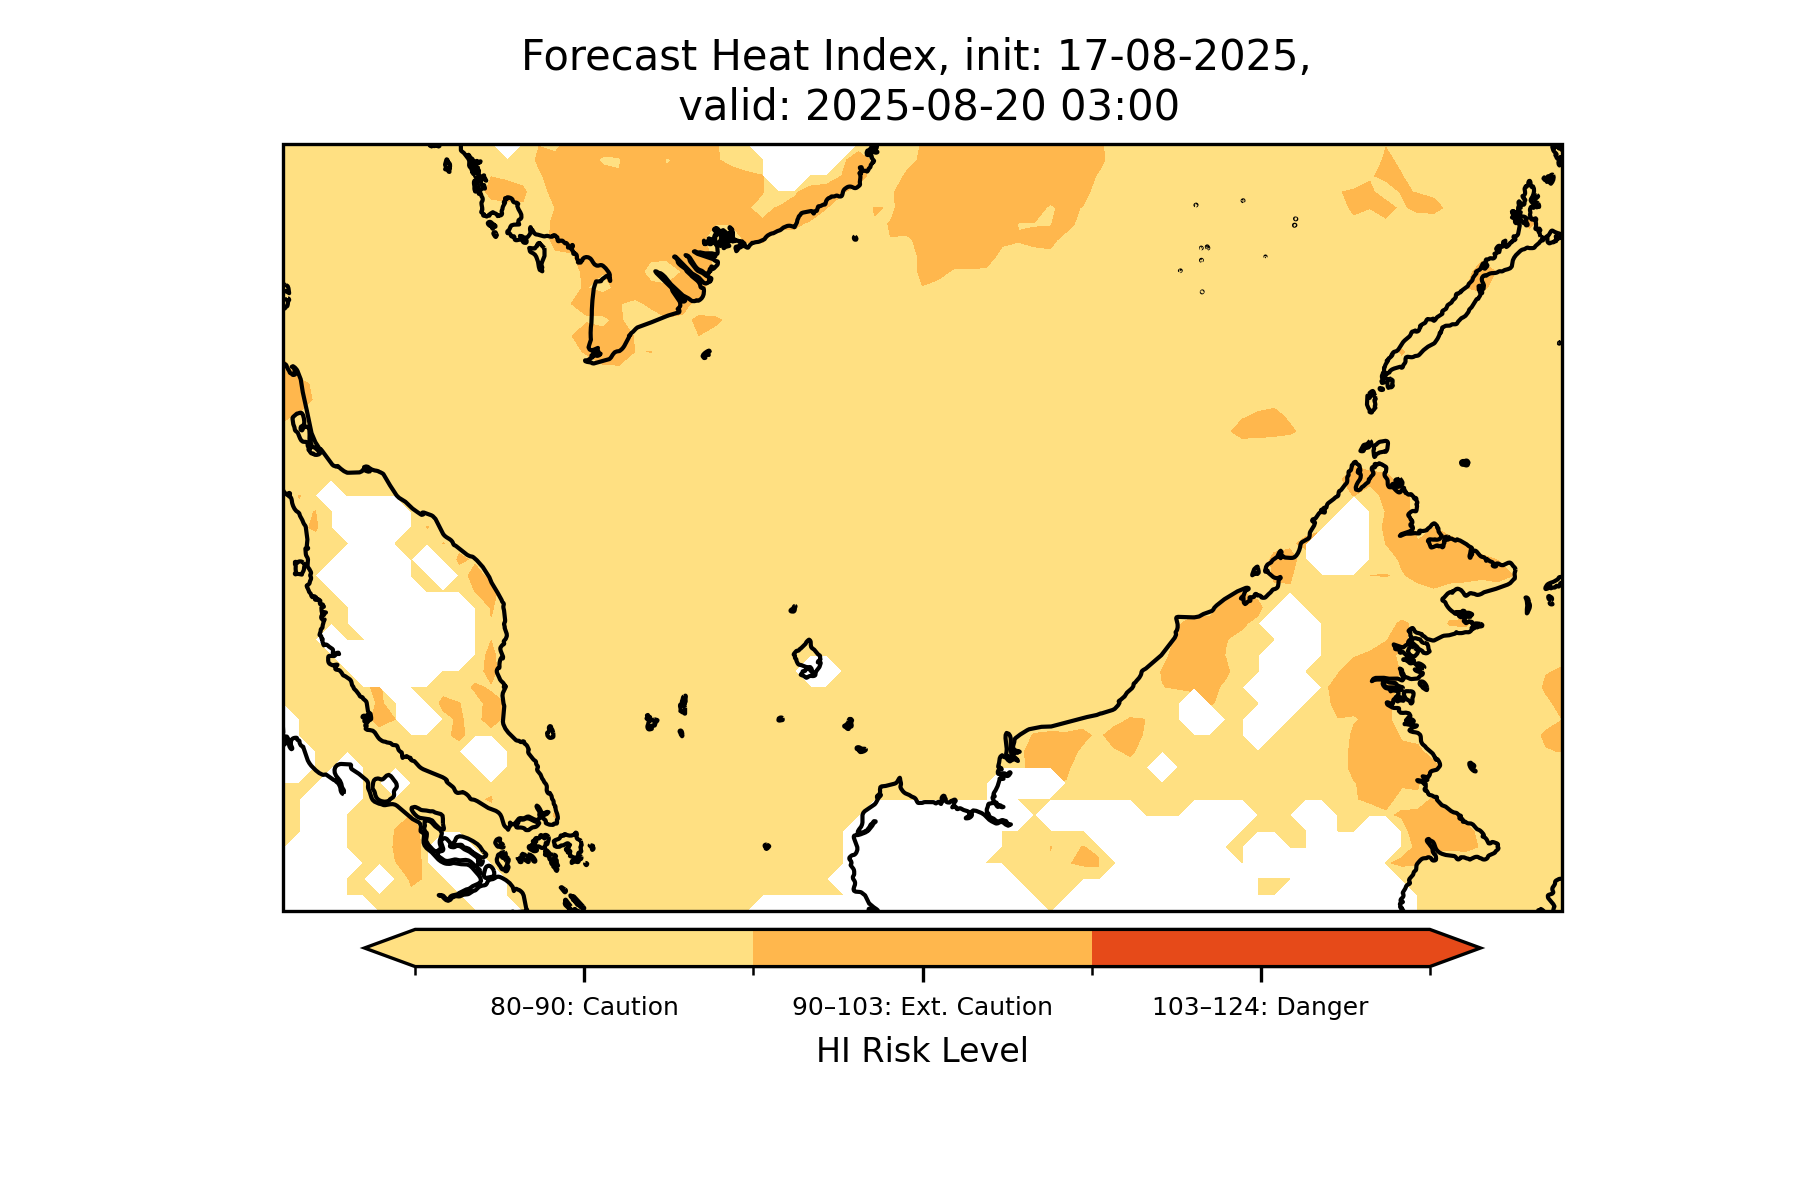 Forecast Heat Index, init: 17-08-2025,
valid: 2025-08-20 03:00
80–90: Caution
90–103: Ext. Caution
103–124: Danger
HI Risk Level